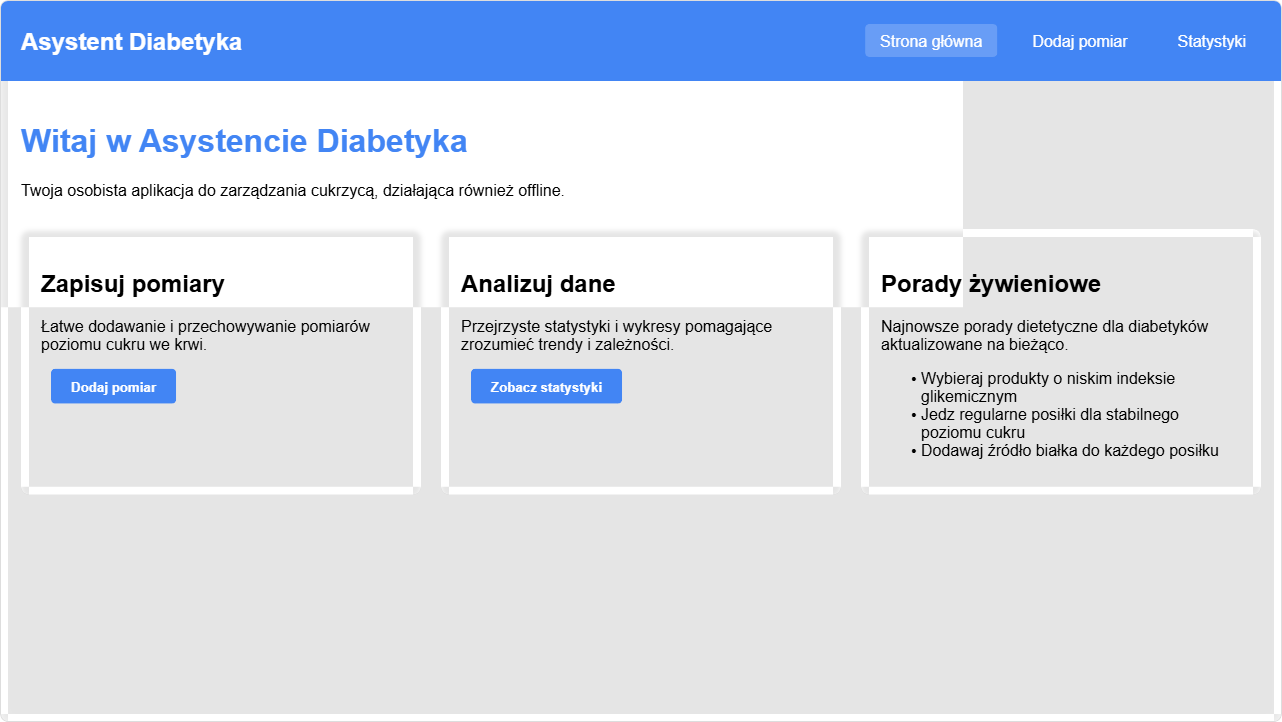 Asystent Diabetyka
Strona główna
Dodaj pomiar
Statystyki
Witaj w Asystencie Diabetyka
Twoja osobista aplikacja do zarządzania cukrzycą, działająca również offline.
Zapisuj pomiary
Łatwe dodawanie i przechowywanie pomiarów
poziomu cukru we krwi.
Dodaj pomiar
Analizuj dane
Przejrzyste statystyki i wykresy pomagające
zrozumieć trendy i zależności.
Zobacz statystyki
Porady żywieniowe
Najnowsze porady dietetyczne dla diabetyków
aktualizowane na bieżąco.
• Wybieraj produkty o niskim indeksie
glikemicznym
• Jedz regularne posiłki dla stabilnego
poziomu cukru
• Dodawaj źródło białka do każdego posiłku